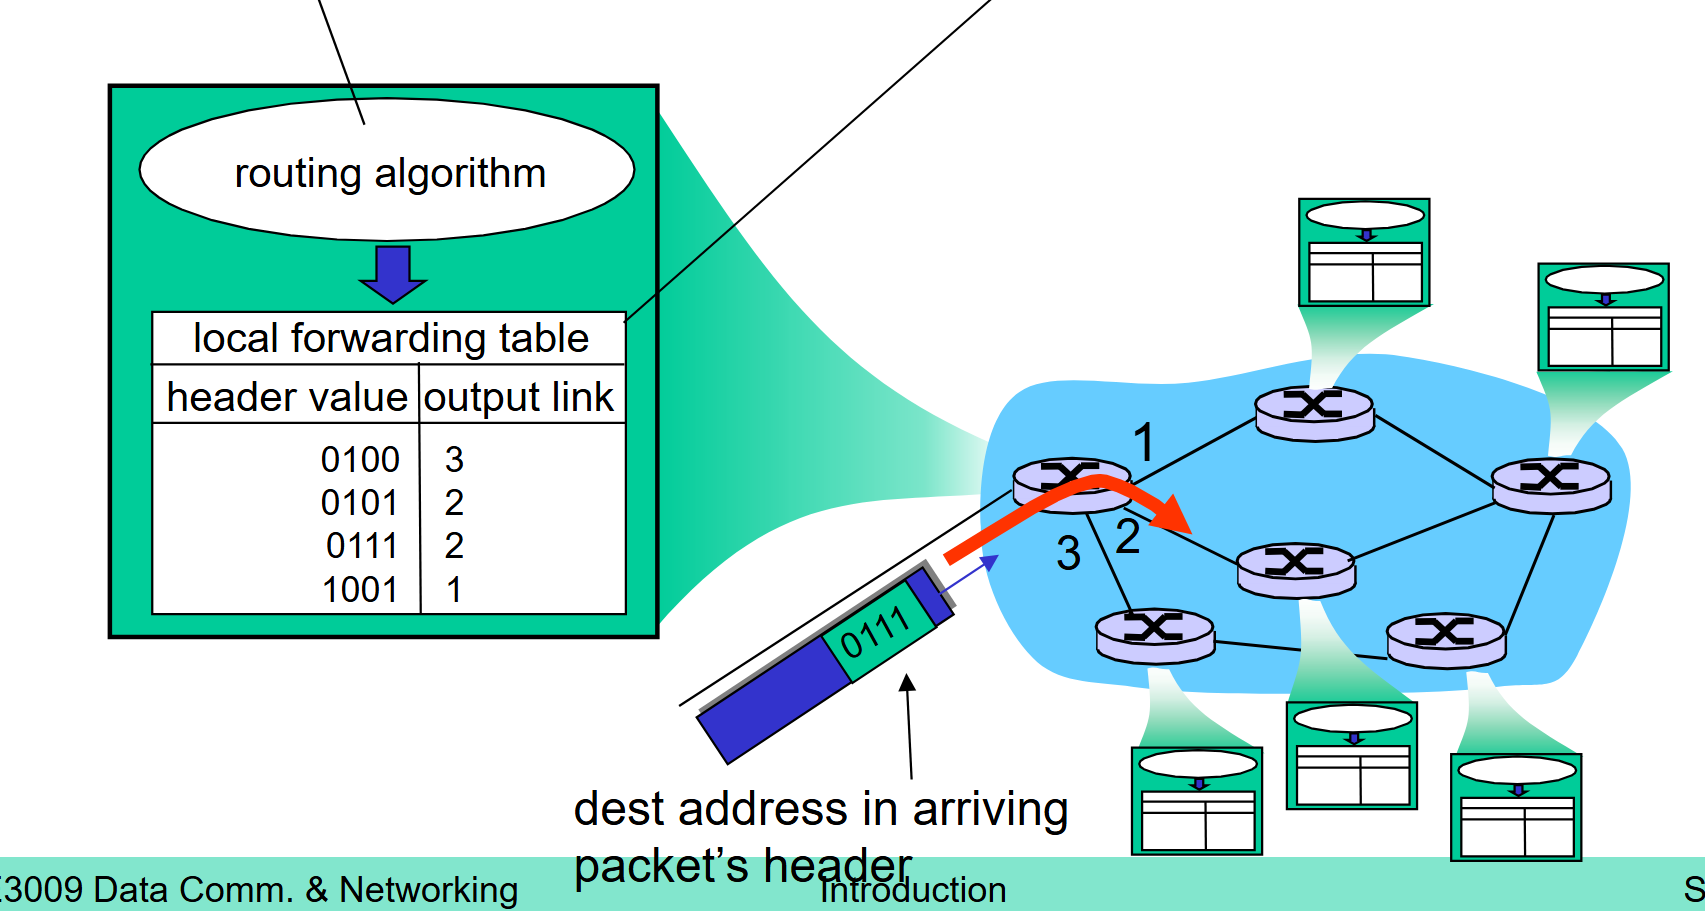 routing algorithm
local forwarding table
header value output link
0100 3
0101 2
0111 2
1001 1
1
2
3
0111
dest address in arriving
packet’s header
3009 Data Comm. & Networking
Introduction